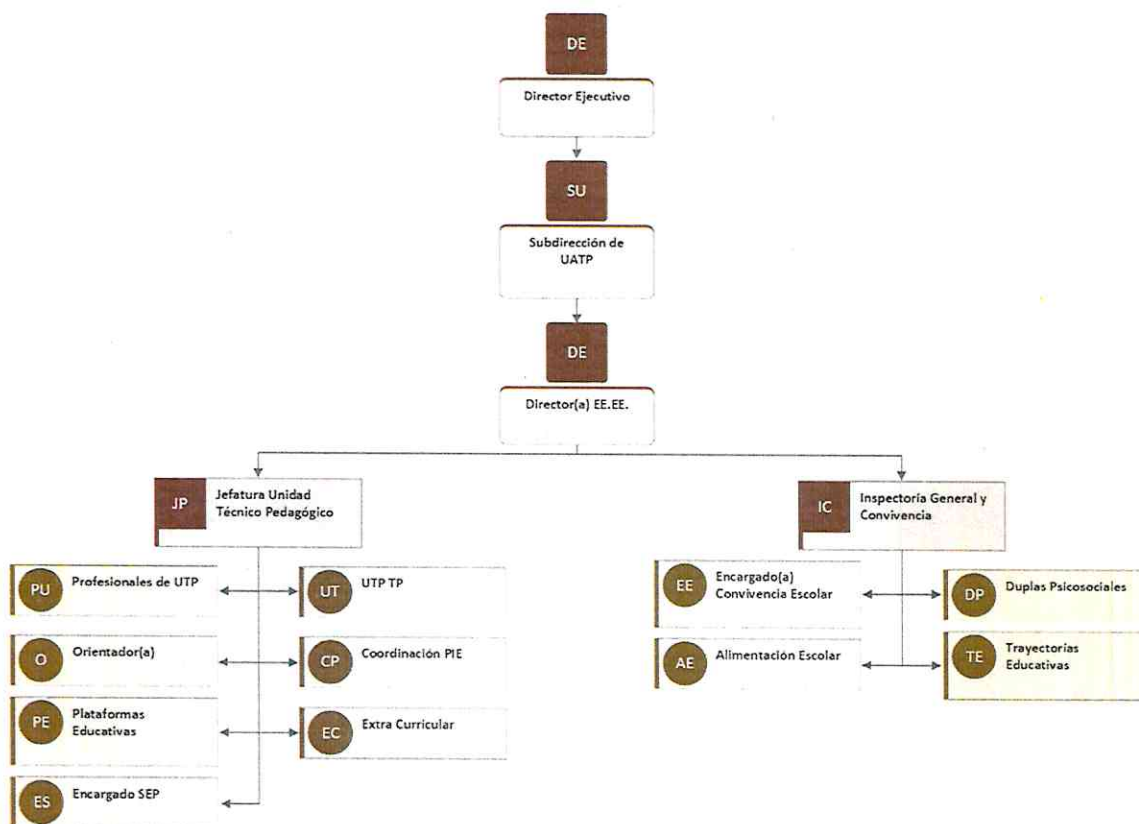 DE
Director Ejecutivo
SU
Subdirección de
UATP
DE
Director(a) EE.EE.
JP
Jefatura Unidad
Técnico Pedagógico
IC
Inspectoría General y
Convivencia
PU
Profesionales de UTP
UT
UTP TP
O
Orientador(a)
CP
Coordinación PIE
PE
Plataformas
Educativas
EC
Extra Curricular
ES
Encargado SEP
EE
Encargado(a)
Convivencia Escolar
DP
Duplas Psicosociales
AE
Alimentación Escolar
TE
Trayectorias
Educativas